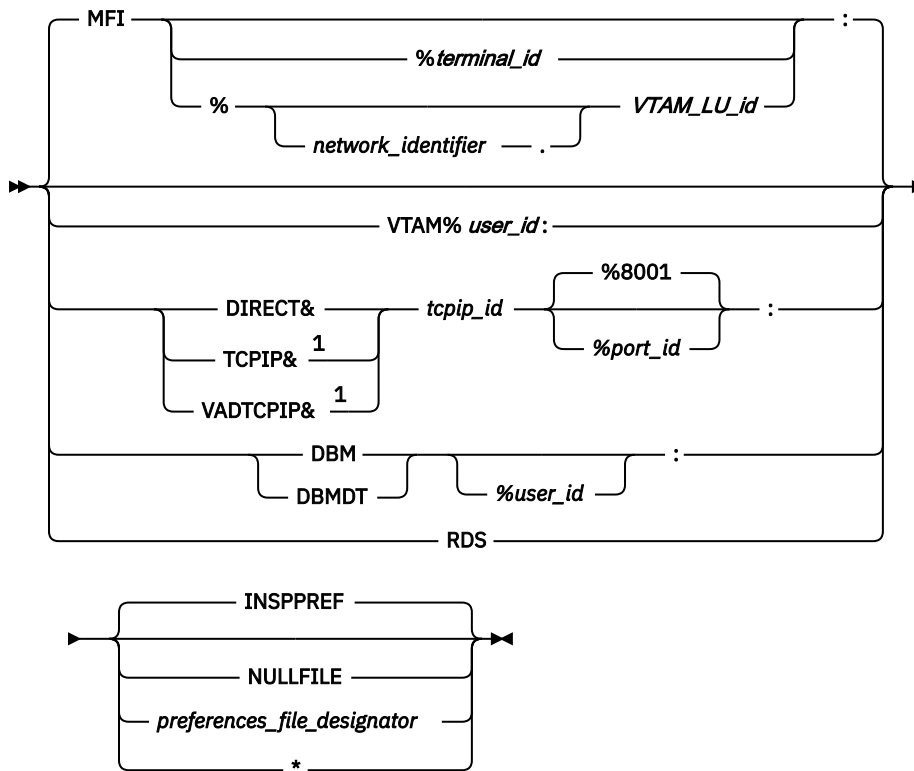 MFI :
%terminal_id
% VTAM_LU_id
network_identifier .
VTAM% user_id:
%8001
DIRECT& tcpip_id :
TCPIP& 1 %port_id
VADTCPIP& 1
DBM :
DBMDT %user_id
RDS
INSPPREF
NULLFILE
preferences_file_designator
*